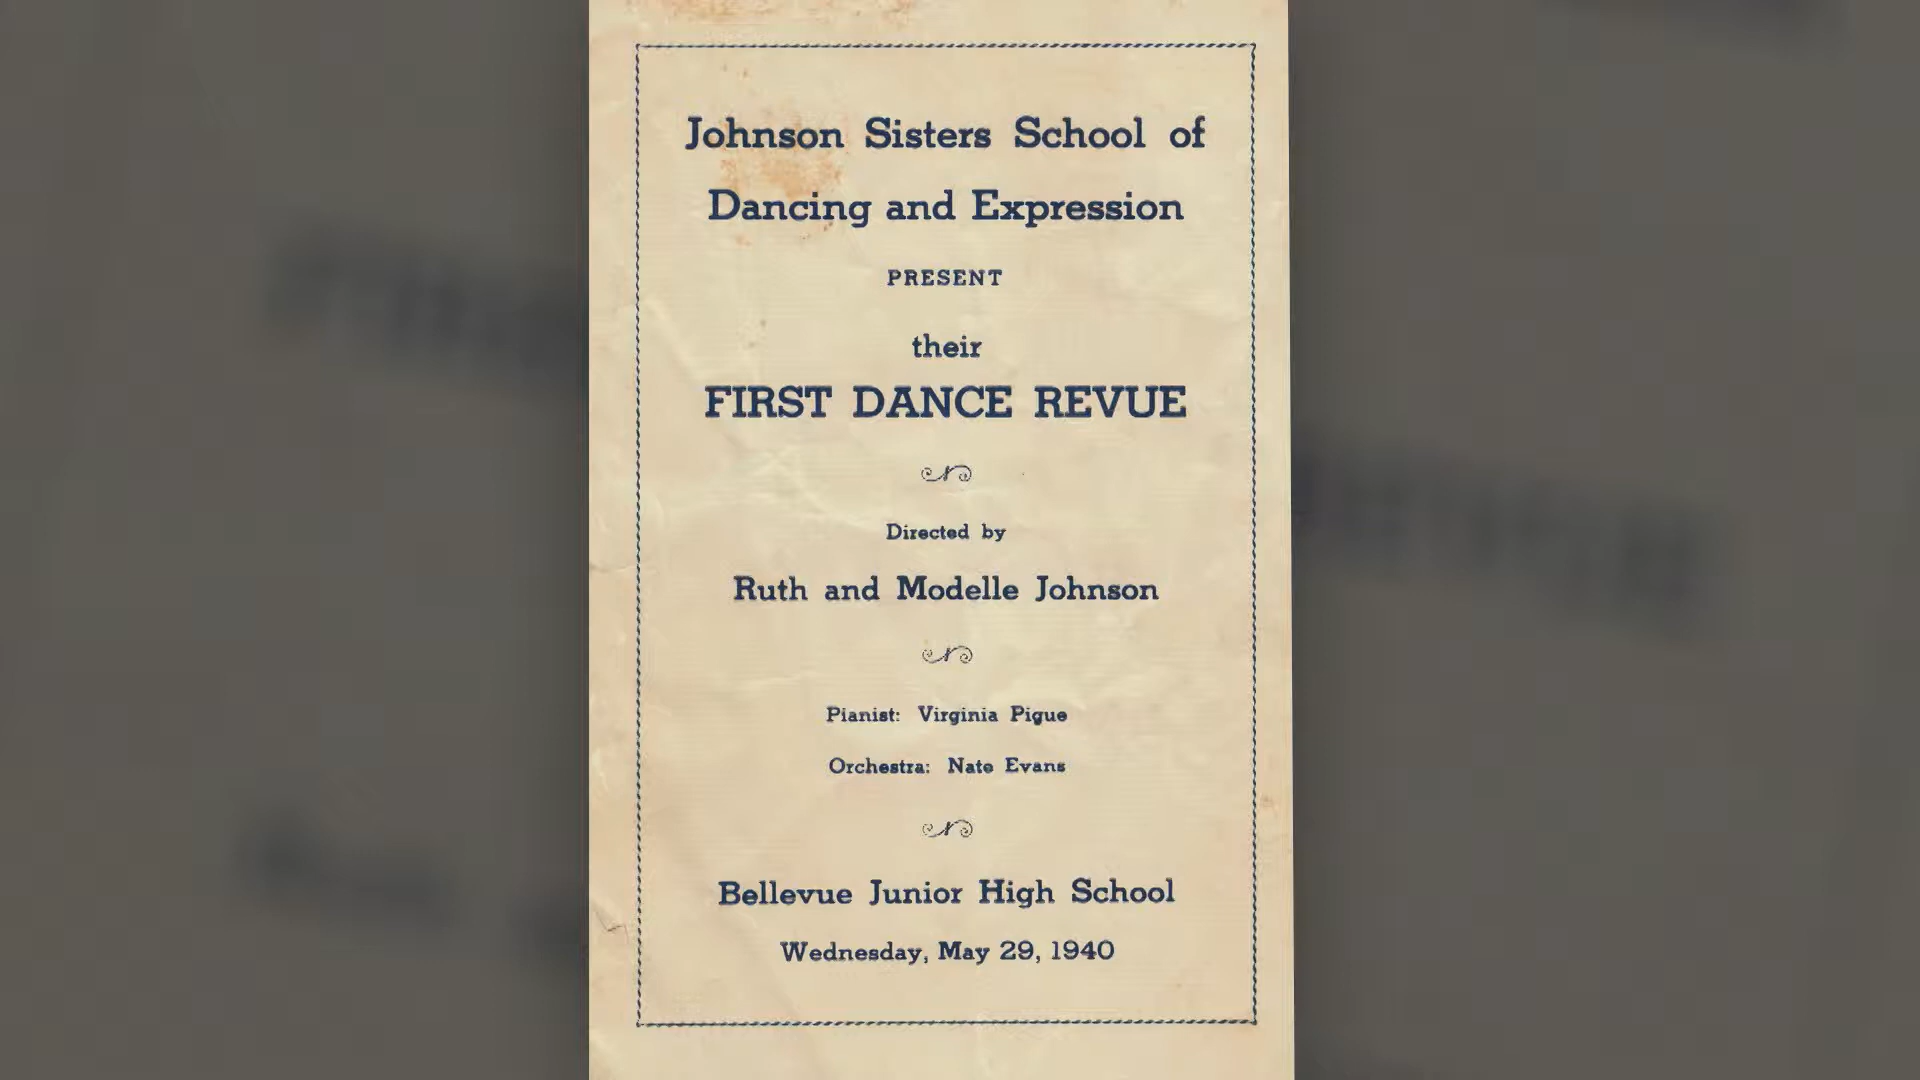 Johnson Sisters School of
Dancing and Expression
PRESENT
their
FIRST DANCE REVUE
Directed by
Ruth and Modelle Johnson
Pianist: Virginia Pigue
Orchestra: Nate Evans
Bellevue Junior High School
Wednesday, May 29, 1940